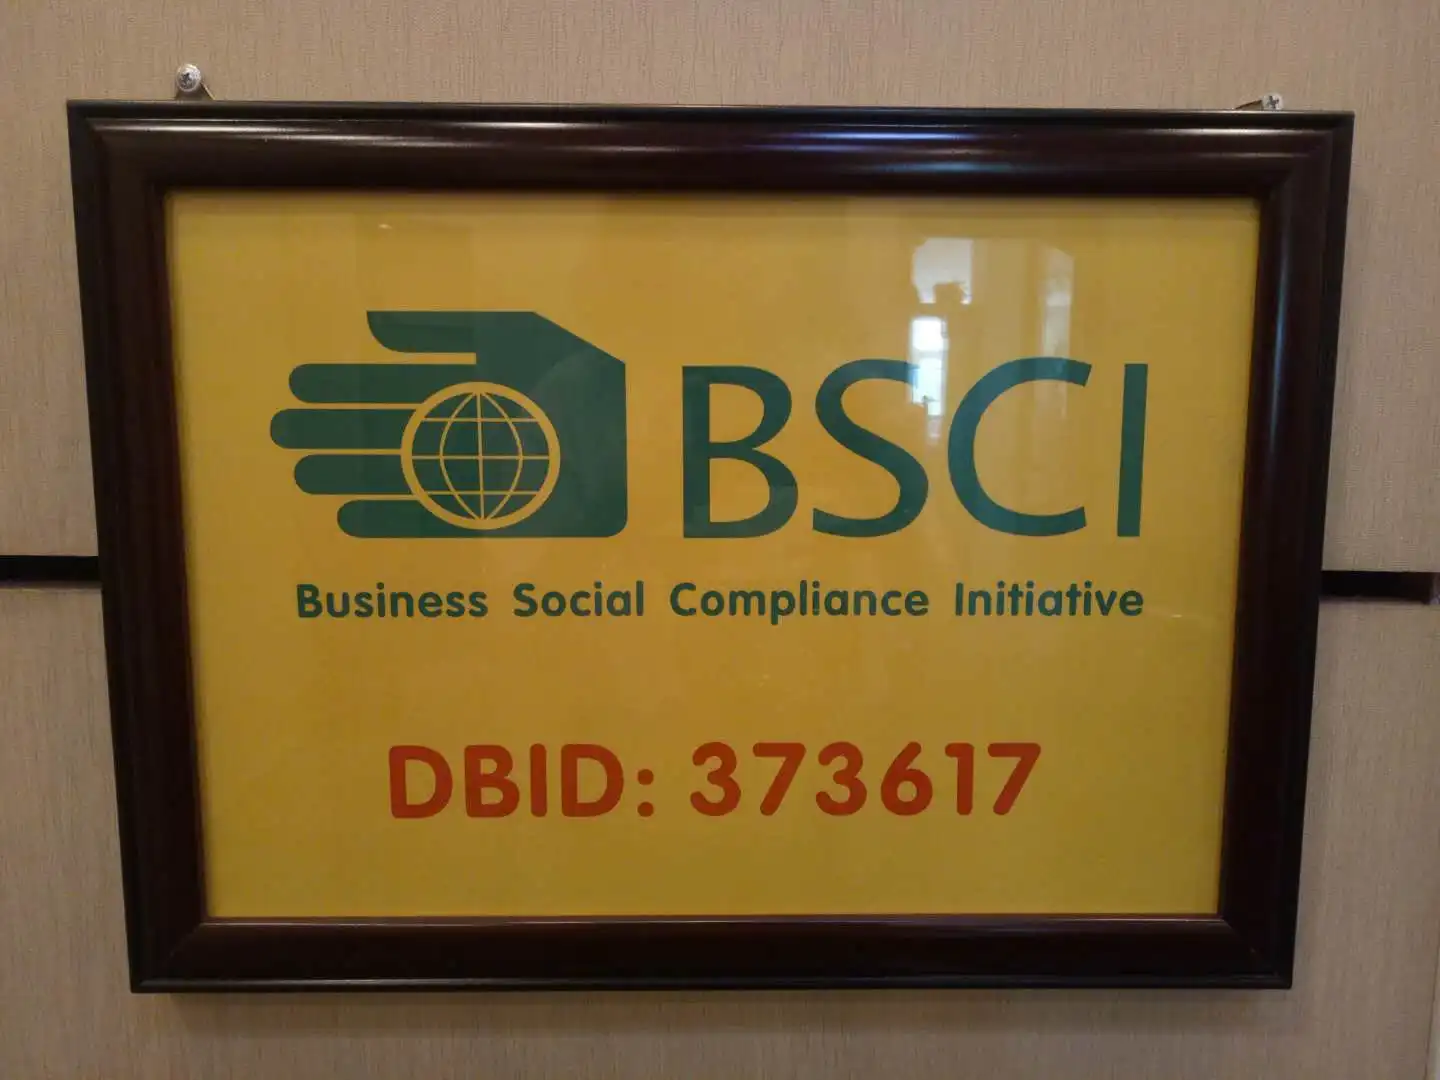 BSCI
Business Social Compliance Initiative
DBID: 373617